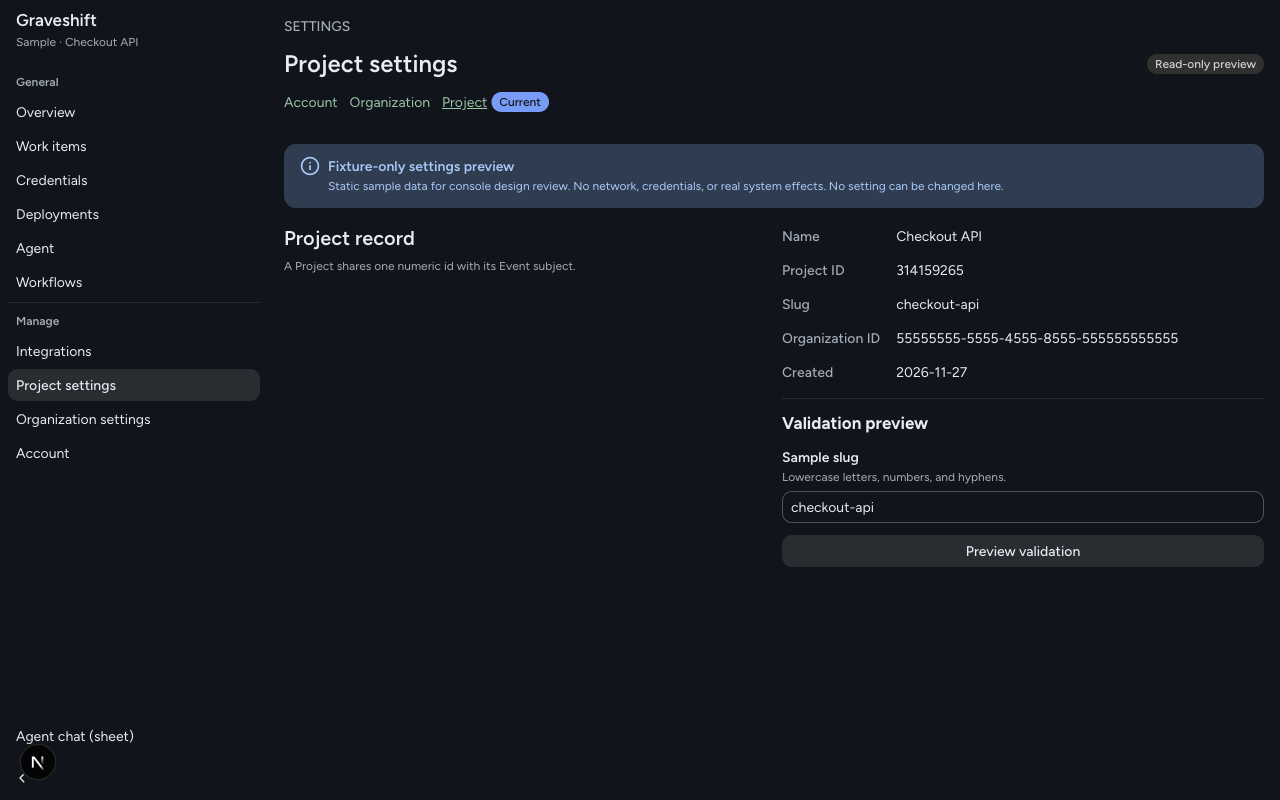 Graveshift
Sample · Checkout API
General
Overview
Work items
Credentials
Deployments
Agent
Workflows
Manage
Integrations
Project settings
Organization settings
Account
Agent chat (sheet)
N
SETTINGS
Project settings
Read-only preview
Account Organization Project Current
Fixture-only settings preview
Static sample data for console design review. No network, credentials, or real system effects. No setting can be changed here.
Project record
A Project shares one numeric id with its Event subject.
Name Checkout API
Project ID 314159265
Slug checkout-api
Organization ID 55555555-5555-4555-8555-555555555555
Created 2026-11-27
Validation preview
Sample slug
Lowercase letters, numbers, and hyphens.
checkout-api
Preview validation